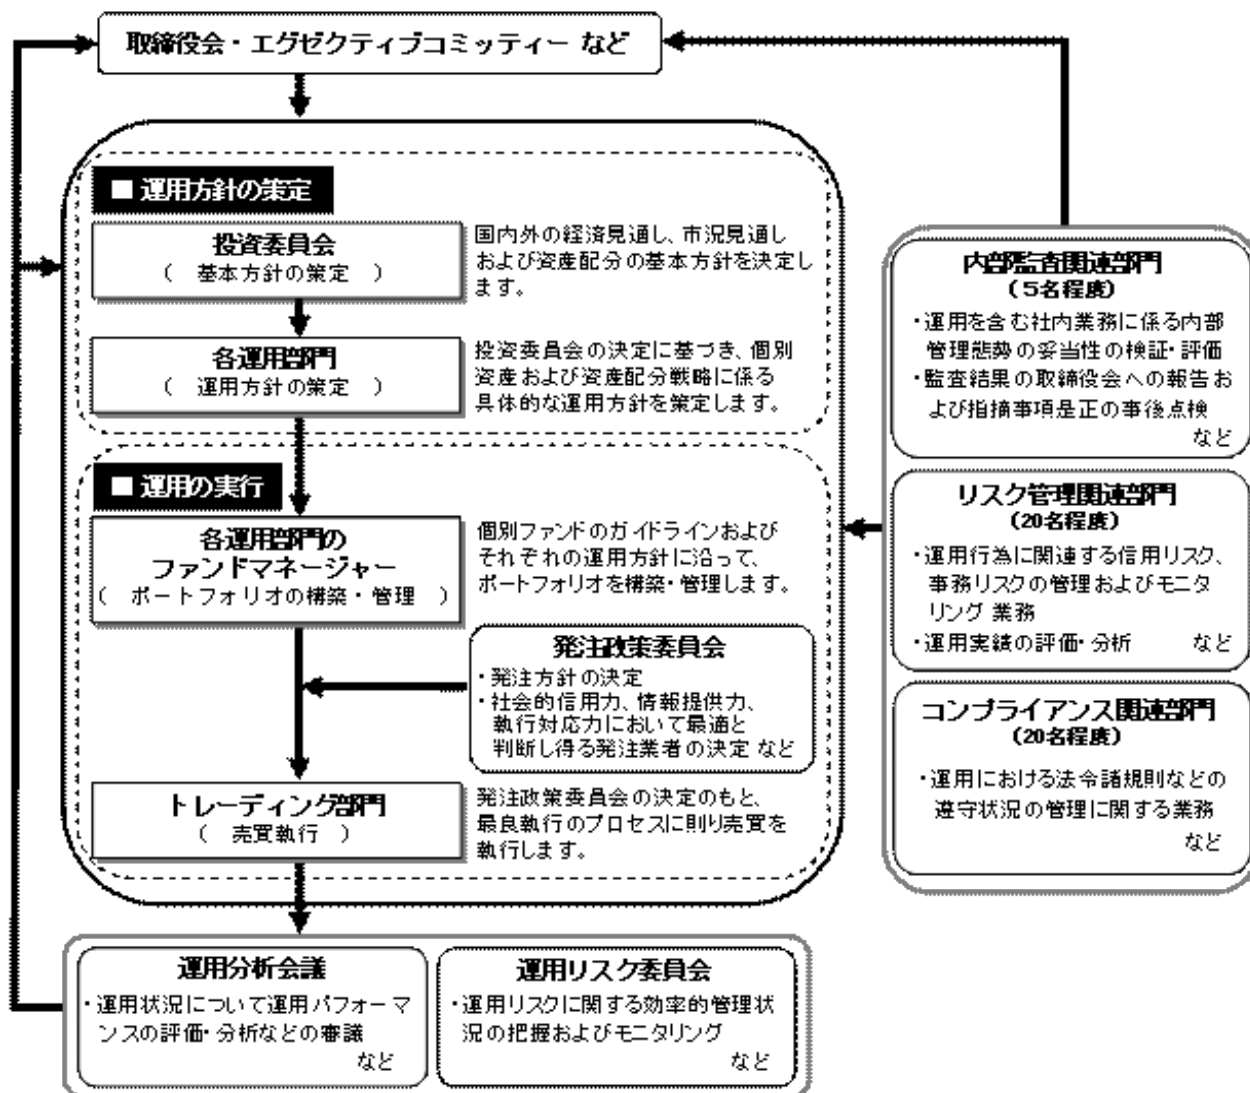 取締役会・エグゼクティブコミッティー など
■ 運用方針の策定
投資委員会
（ 基本方針の策定 ）
国内外の経済見通し、市況見通し
および資産配分の基本方針を決定し
ます。
各運用部門
（ 運用方針の策定 ）
投資委員会の決定に基づき、個別
資産および資産配分戦略に係る
具体的な運用方針を策定します。
■ 運用の実行
各運用部門の
ファンドマネージャー
（ ポートフォリオの構築・管理 ）
個別ファンドのガイドラインおよび
それぞれの運用方針に沿って、
ポートフォリオを構築・管理します。
発注政策委員会
・発注方針の決定
・社会的信用力、情報提供力、
執行対応力において最適と
判断し得る発注業者の決定 など
トレーディング部門
（ 売買執行 ）
発注政策委員会の決定のもと、
最良執行のプロセスに則り売買を
執行します。
内部監査関連部門
（5名程度）
・運用を含む社内業務に係る内部
管理態勢の妥当性の検証・評価
・監査結果の取締役会への報告お
よび指摘事項是正の事後点検
など
リスク管理関連部門
（20名程度）
・運用行為に関連する信用リスク、
事務リスクの管理およびモニタ
リング 業務
・運用実績の評価・分析 など
コンプライアンス関連部門
（20名程度）
・運用における法令諸規則などの
遵守状況の管理に関する業務
など
運用分析会議
・運用状況について運用パフォーマ
ンスの評価・分析などの審議
など
運用リスク委員会
・運用リスクに関する効率的管理状
況の把握およびモニタリング
など